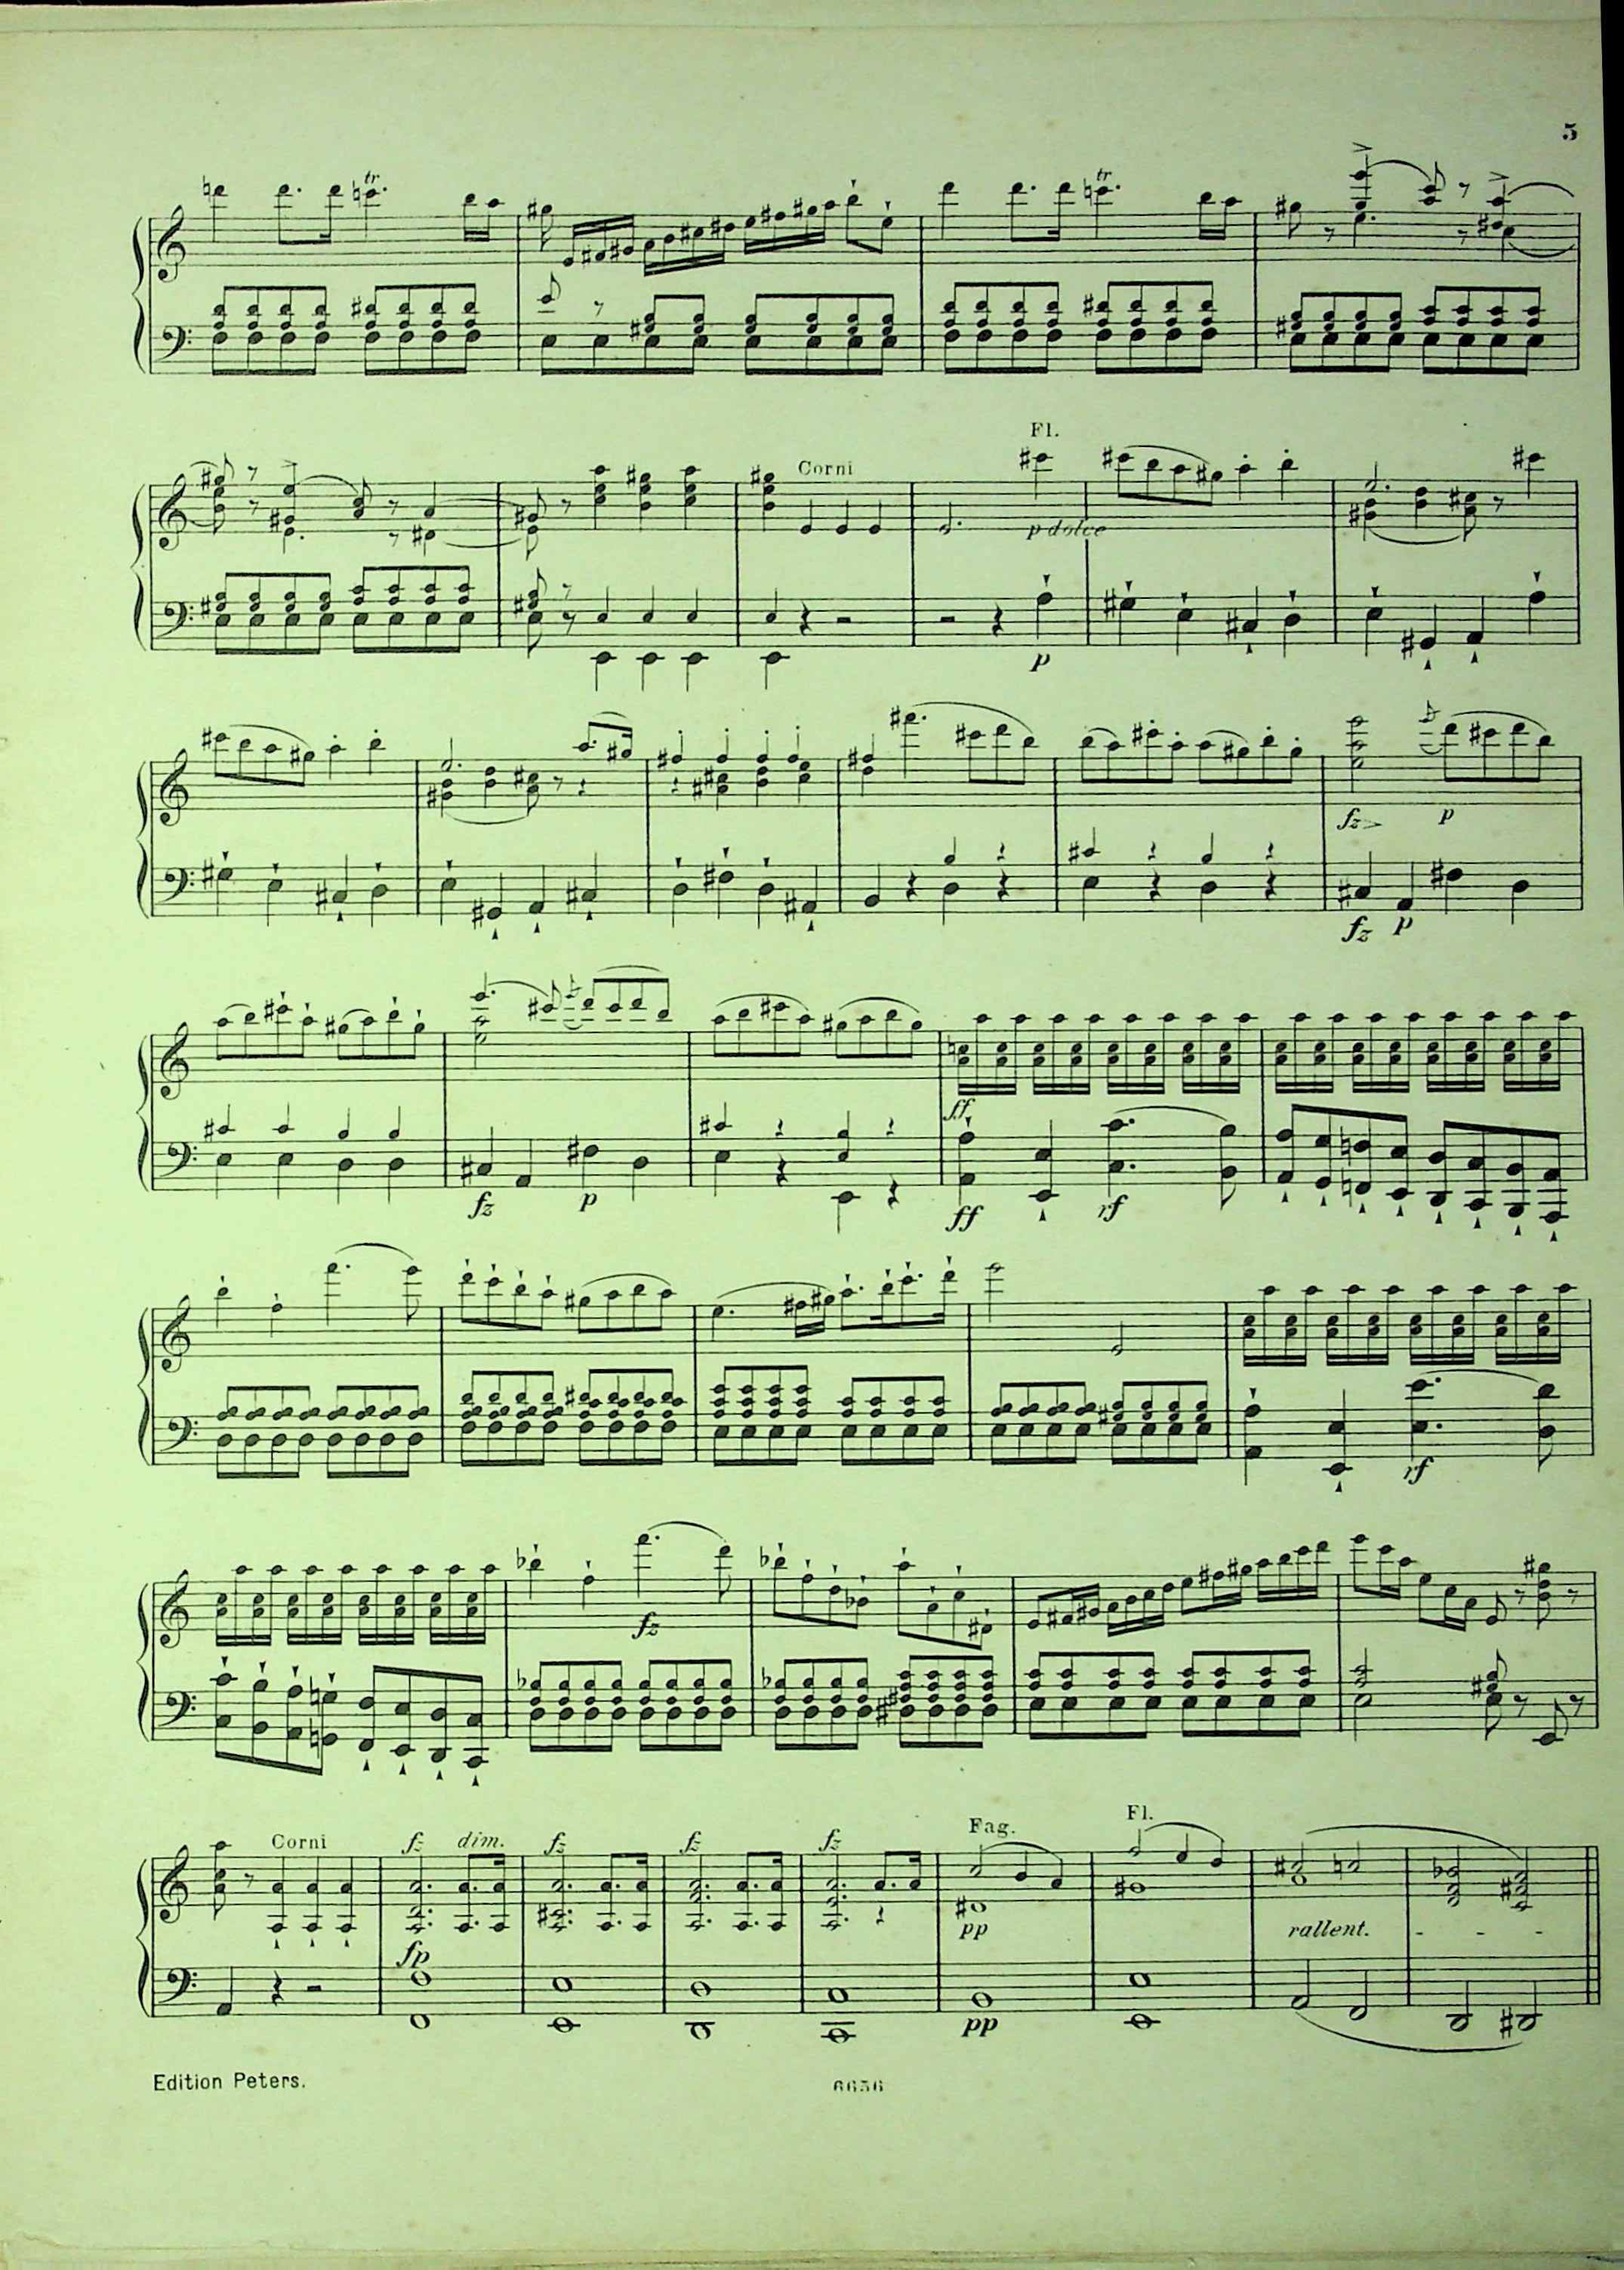 5
tr tr
Fl.
Corni
p dolce
p
fz p
fz p
ff
fz p ff rf
rf
fz
Corni fz dim. fz fz fz Fag. Fl.
fp pp rallent. - - -
pp
Edition Peters. 6656